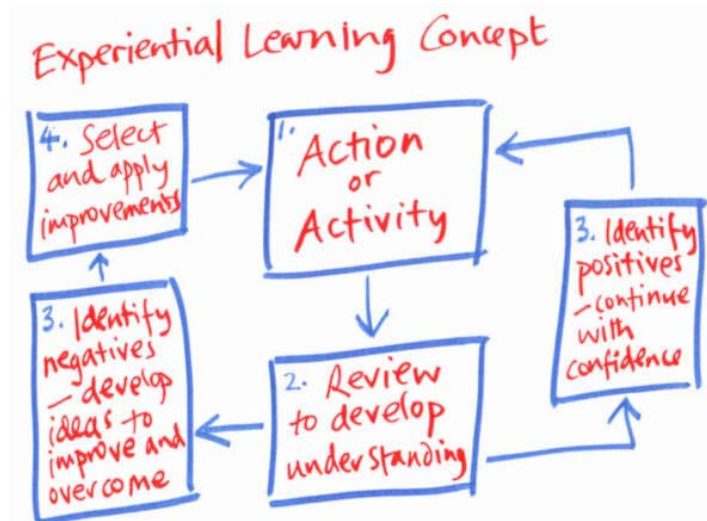 Experiential Learning Concept
1.
Action
or
Activity
2. Review
to develop
understanding
3. Identify
positives
- continue
with
confidence
3. Identify
negatives
- develop
ideas to
improve and
overcome
4. Select
and apply
improvements